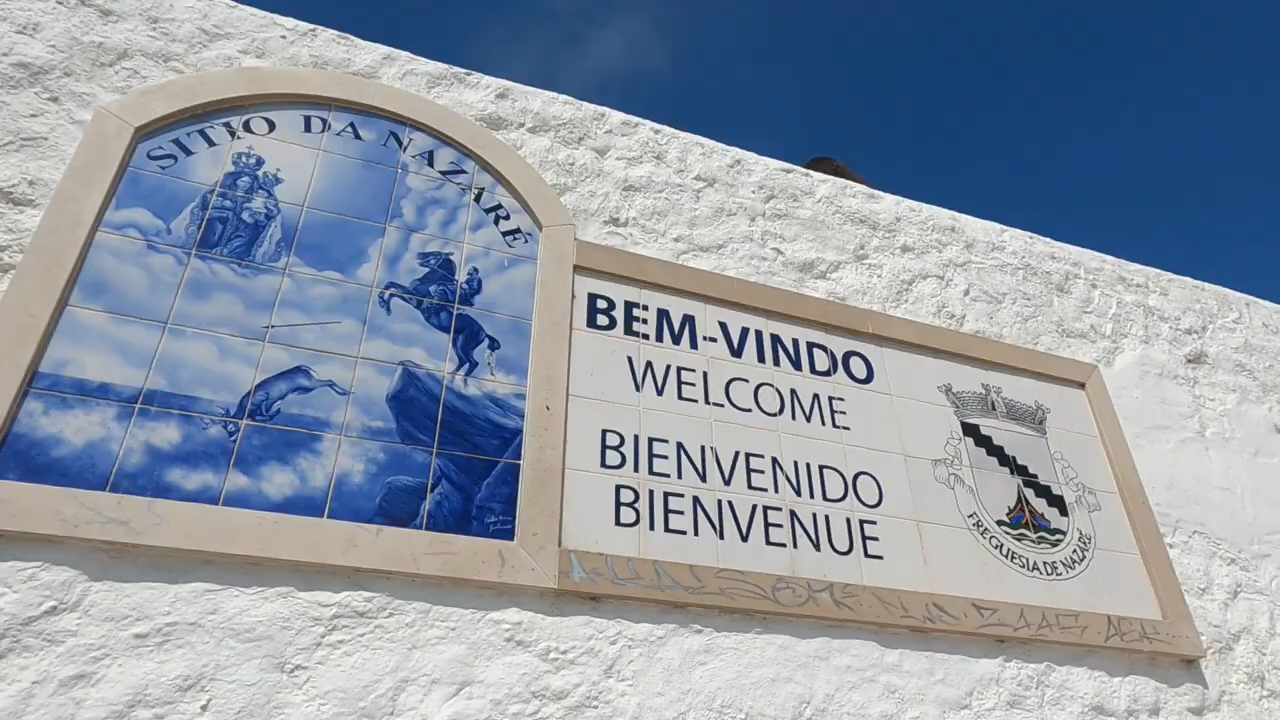 SITIO DA NAZARÉ
BEM-VINDO
WELCOME
BIENVENIDO
BIENVENUE
FREGUESIA DE NAZARÉ